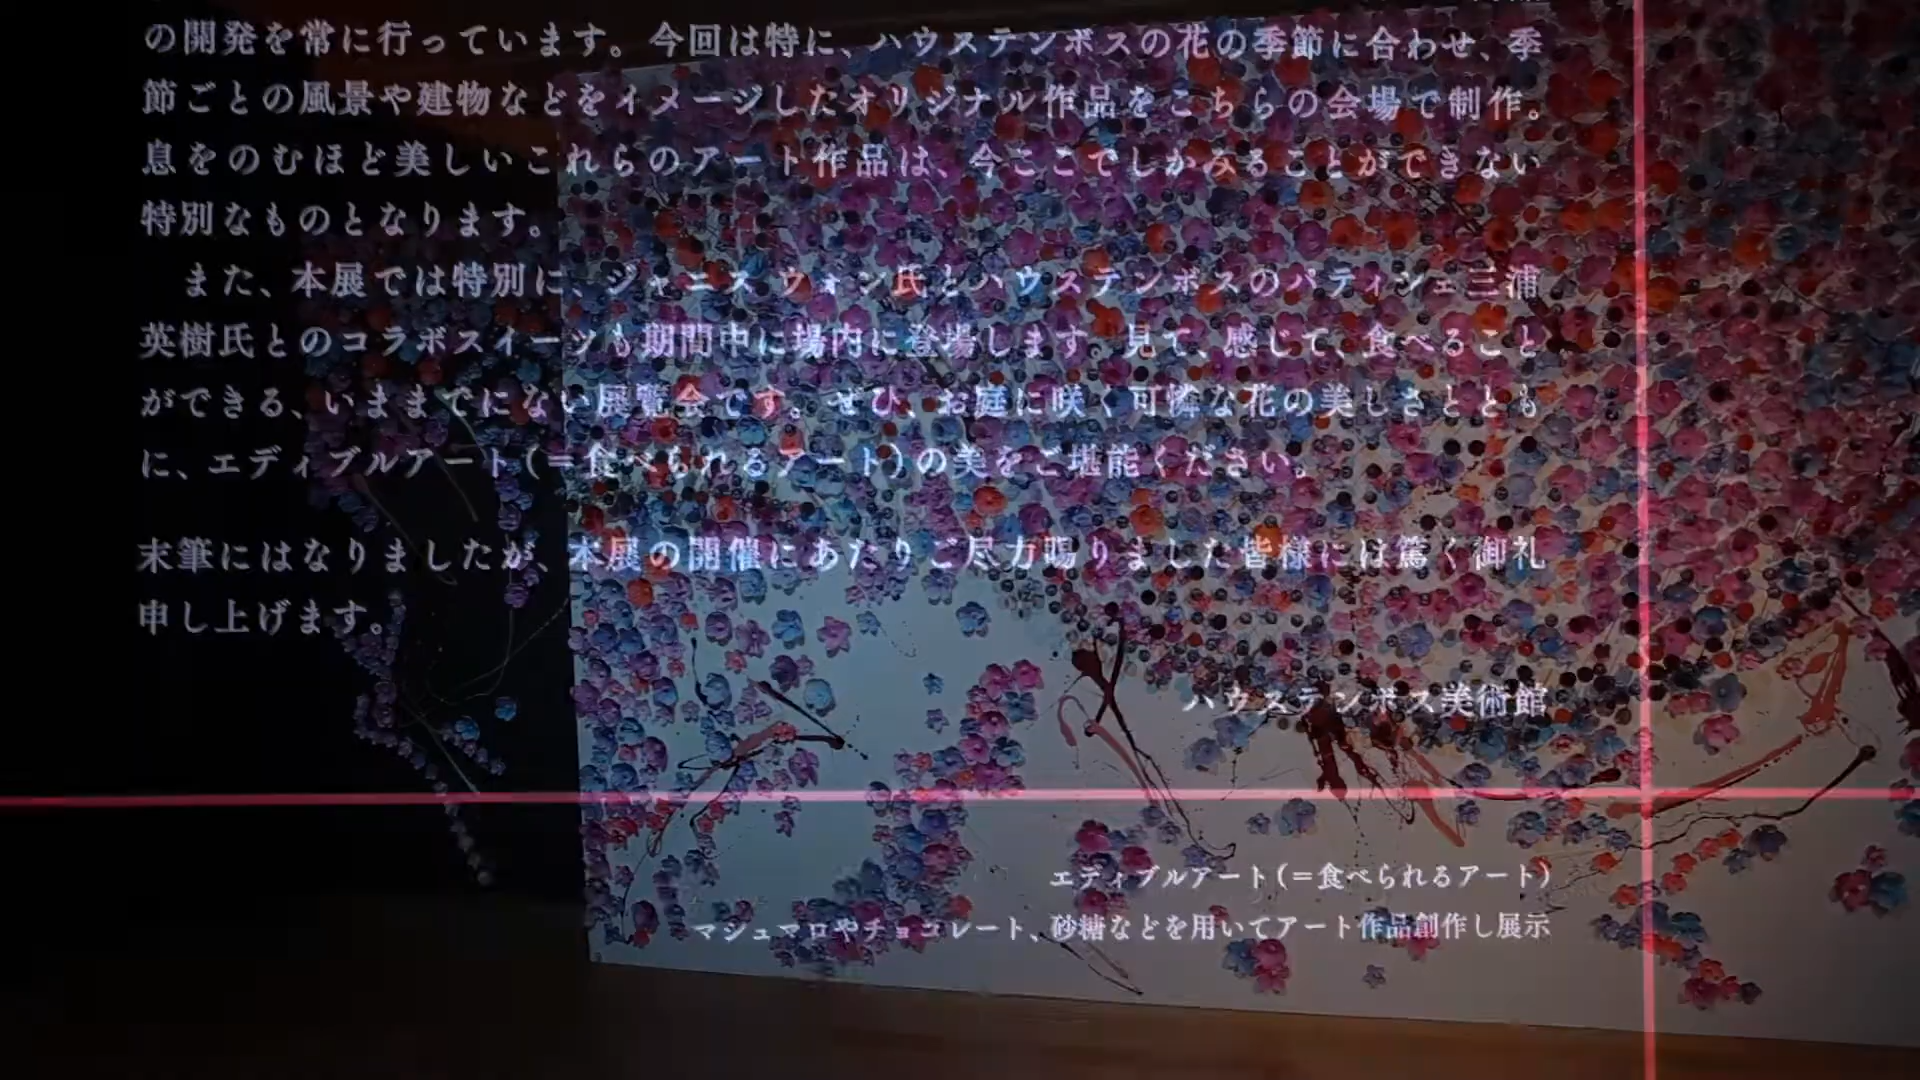 の開発を常に行っています。今回は特に、ハウステンボスの花の季節に合わせ、季
節ごとの風景や建物などをイメージしたオリジナル作品をこちらの会場で制作。
息をのむほど美しいこれらのアート作品は、今ここでしかみることができない
特別なものとなります。
また、本展では特別に、ジャニス ウォン氏とハウステンボスのパティシェ三浦
英樹氏とのコラボスイーツも期間中に場内に登場します。見て、感じて、食べること
ができる、いままでにない展覧会です。ぜひ、お庭に咲く可憐な花の美しさととも
に、エディブルアート(=食べられるアート)の美をご堪能ください。
末筆にはなりましたが、本展の開催にあたりご尽力賜りました皆様には篤く御礼
申し上げます。
ハウステンボス美術館
エディブルアート(=食べられるアート)
マシュマロやチョコレート、砂糖などを用いてアート作品創作し展示